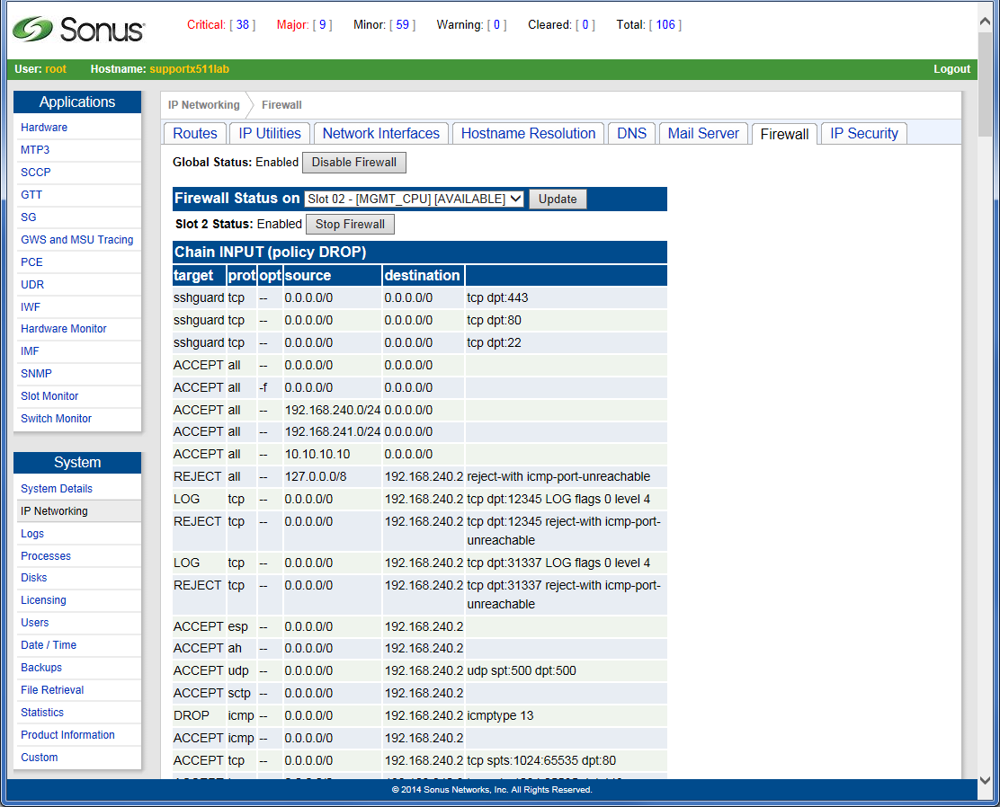 Sonus
Critical: [ 38 ] Major: [ 9 ] Minor: [ 59 ] Warning: [ 0 ] Cleared: [ 0 ] Total: [ 106 ]
User: root Hostname: supportx511lab Logout
Applications
Hardware
MTP3
SCCP
GTT
SG
GWS and MSU Tracing
PCE
UDR
IWF
Hardware Monitor
IMF
SNMP
Slot Monitor
Switch Monitor
System
System Details
IP Networking
Logs
Processes
Disks
Licensing
Users
Date / Time
Backups
File Retrieval
Statistics
Product Information
Custom
IP Networking Firewall
Routes IP Utilities Network Interfaces Hostname Resolution DNS Mail Server Firewall IP Security
Global Status: Enabled Disable Firewall
Firewall Status on Slot 02 - [MGMT_CPU] [AVAILABLE] Update
Slot 2 Status: Enabled Stop Firewall
Chain INPUT (policy DROP)
target prot opt source destination
sshguard tcp -- 0.0.0.0/0 0.0.0.0/0 tcp dpt:443
sshguard tcp -- 0.0.0.0/0 0.0.0.0/0 tcp dpt:80
sshguard tcp -- 0.0.0.0/0 0.0.0.0/0 tcp dpt:22
ACCEPT all -- 0.0.0.0/0 0.0.0.0/0
ACCEPT all -f 0.0.0.0/0 0.0.0.0/0
ACCEPT all -- 192.168.240.0/24 0.0.0.0/0
ACCEPT all -- 192.168.241.0/24 0.0.0.0/0
ACCEPT all -- 10.10.10.10 0.0.0.0/0
REJECT all -- 127.0.0.0/8 192.168.240.2 reject-with icmp-port-unreachable
LOG tcp -- 0.0.0.0/0 192.168.240.2 tcp dpt:12345 LOG flags 0 level 4
REJECT tcp -- 0.0.0.0/0 192.168.240.2 tcp dpt:12345 reject-with icmp-port-
unreachable
LOG tcp -- 0.0.0.0/0 192.168.240.2 tcp dpt:31337 LOG flags 0 level 4
REJECT tcp -- 0.0.0.0/0 192.168.240.2 tcp dpt:31337 reject-with icmp-port-
unreachable
ACCEPT esp -- 0.0.0.0/0 192.168.240.2
ACCEPT ah -- 0.0.0.0/0 192.168.240.2
ACCEPT udp -- 0.0.0.0/0 192.168.240.2 udp spt:500 dpt:500
ACCEPT sctp -- 0.0.0.0/0 192.168.240.2
DROP icmp -- 0.0.0.0/0 192.168.240.2 icmptype 13
ACCEPT icmp -- 0.0.0.0/0 192.168.240.2
ACCEPT tcp -- 0.0.0.0/0 192.168.240.2 tcp spts:1024:65535 dpt:80
© 2014 Sonus Networks, Inc. All Rights Reserved.